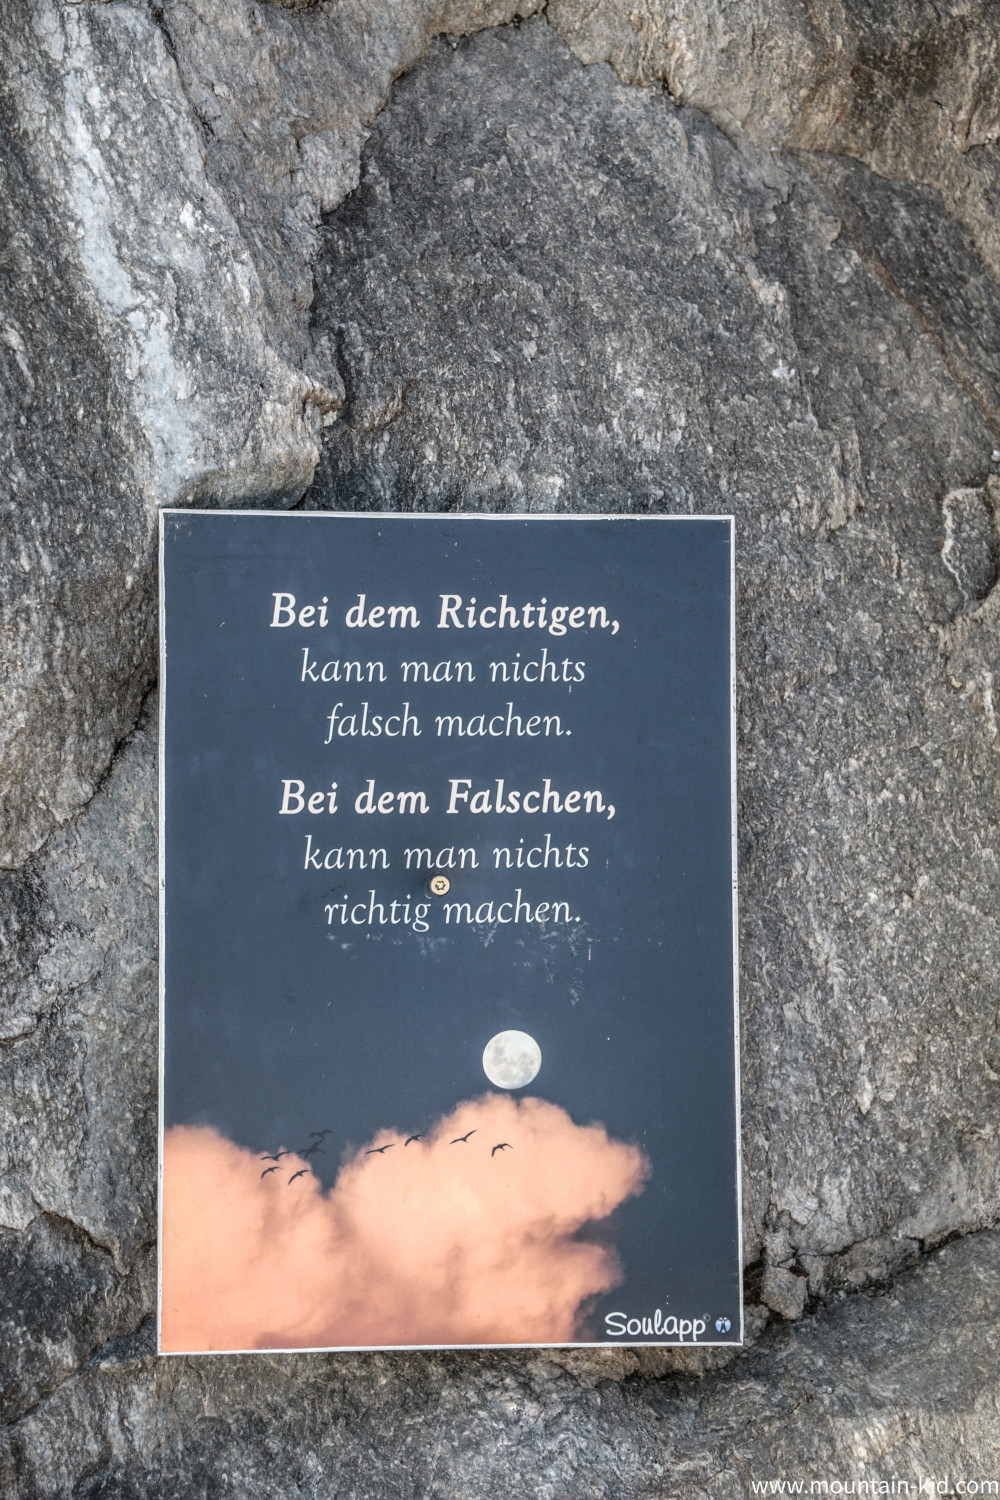 Bei dem Richtigen,
kann man nichts
falsch machen.
Bei dem Falschen,
kann man nichts
richtig machen.
Soulapp
www.mountain-kid.com